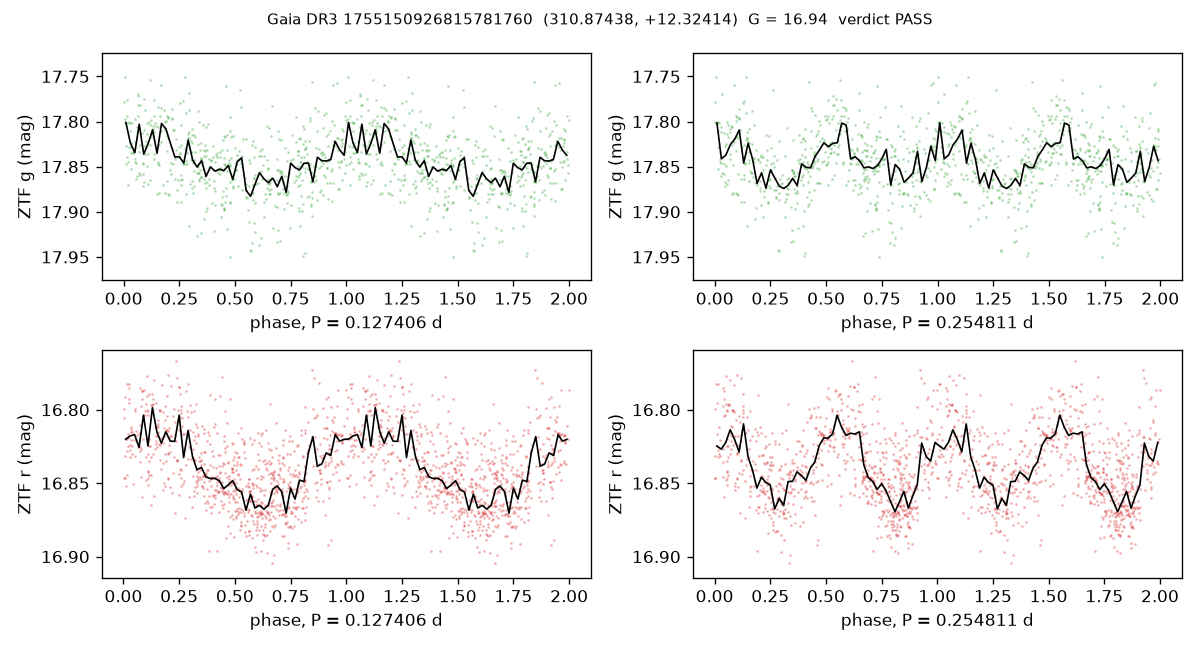 Gaia DR3 1755150926815781760  (310.87438, +12.32414)  G = 16.94  verdict PASS
ZTF g (mag)
17.75
17.80
17.85
17.90
17.95
0.00 0.25 0.50 0.75 1.00 1.25 1.50 1.75 2.00
phase, P = 0.127406 d
ZTF g (mag)
17.75
17.80
17.85
17.90
17.95
0.00 0.25 0.50 0.75 1.00 1.25 1.50 1.75 2.00
phase, P = 0.254811 d
ZTF r (mag)
16.80
16.85
16.90
0.00 0.25 0.50 0.75 1.00 1.25 1.50 1.75 2.00
phase, P = 0.127406 d
ZTF r (mag)
16.80
16.85
16.90
0.00 0.25 0.50 0.75 1.00 1.25 1.50 1.75 2.00
phase, P = 0.254811 d